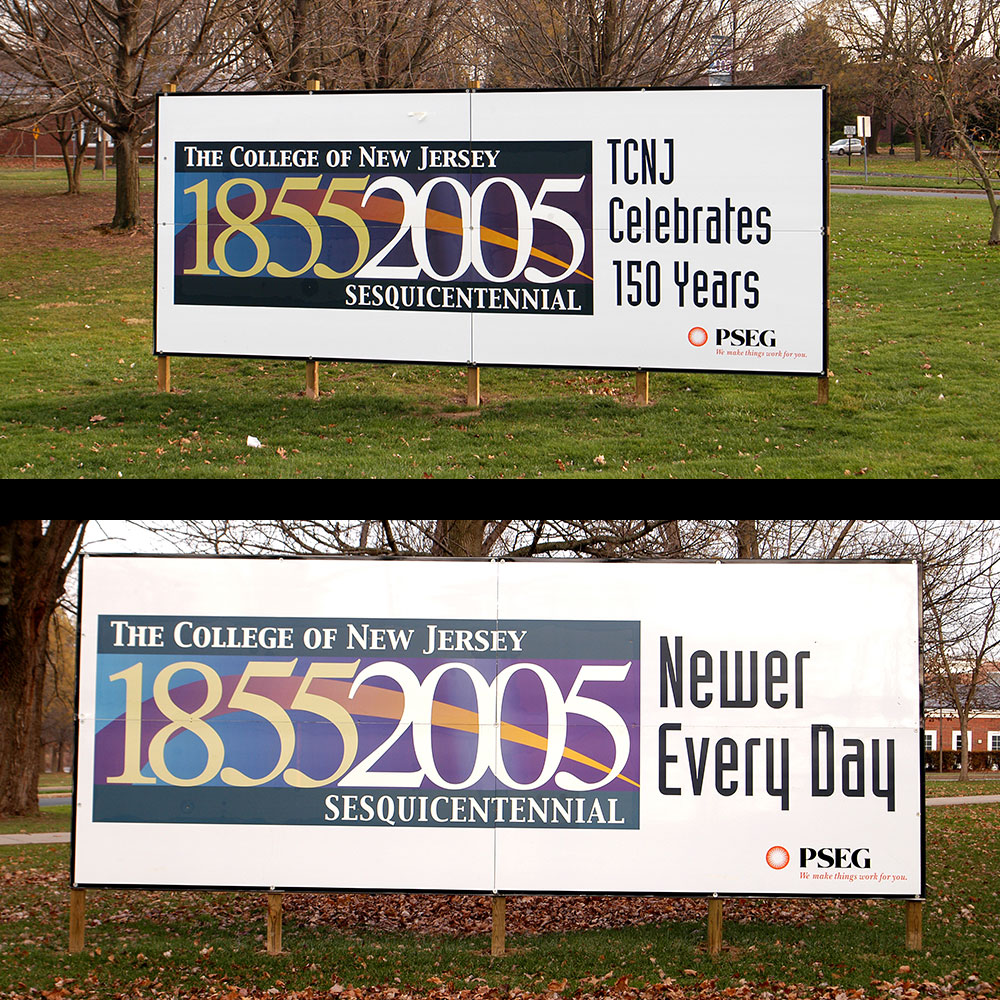 THE COLLEGE OF NEW JERSEY
18552005
SESQUICENTENNIAL
TCNJ
Celebrates
150 Years
PSEG
We make things work for you.
THE COLLEGE OF NEW JERSEY
18552005
SESQUICENTENNIAL
Newer
Every Day
PSEG
We make things work for you.